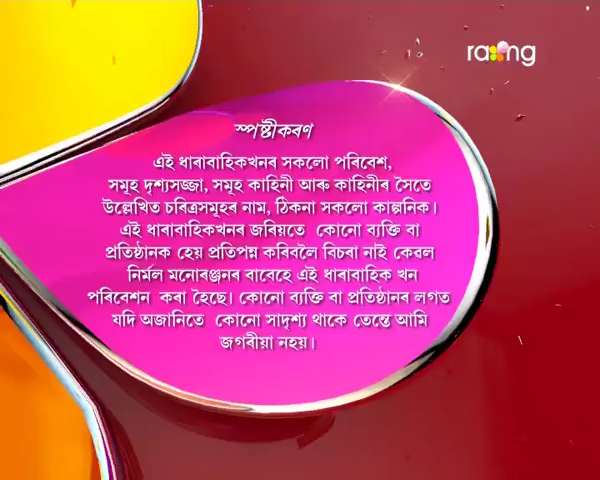 rang
স্পষ্টীকৰণ
এই ধাৰাবাহিকখনৰ সকলো পৰিবেশ,
সমূহ দৃশ্যসজ্জা, সমূহ কাহিনী আৰু কাহিনীৰ সৈতে
উল্লেখিত চৰিত্ৰসমূহৰ নাম, ঠিকনা সকলো কাল্পনিক।
এই ধাৰাবাহিকখনৰ জৰিয়তে কোনো ব্যক্তি বা
প্ৰতিষ্ঠানক হেয় প্ৰতিপন্ন কৰিবলৈ বিচৰা নাই কেৱল
নিৰ্মল মনোৰঞ্জনৰ বাবেহে এই ধাৰাবাহিক খন
পৰিবেশন কৰা হৈছে। কোনো ব্যক্তি বা প্ৰতিষ্ঠানৰ লগত
যদি অজানিতে কোনো সাদৃশ্য থাকে তেন্তে আমি
জগৰীয়া নহয়।